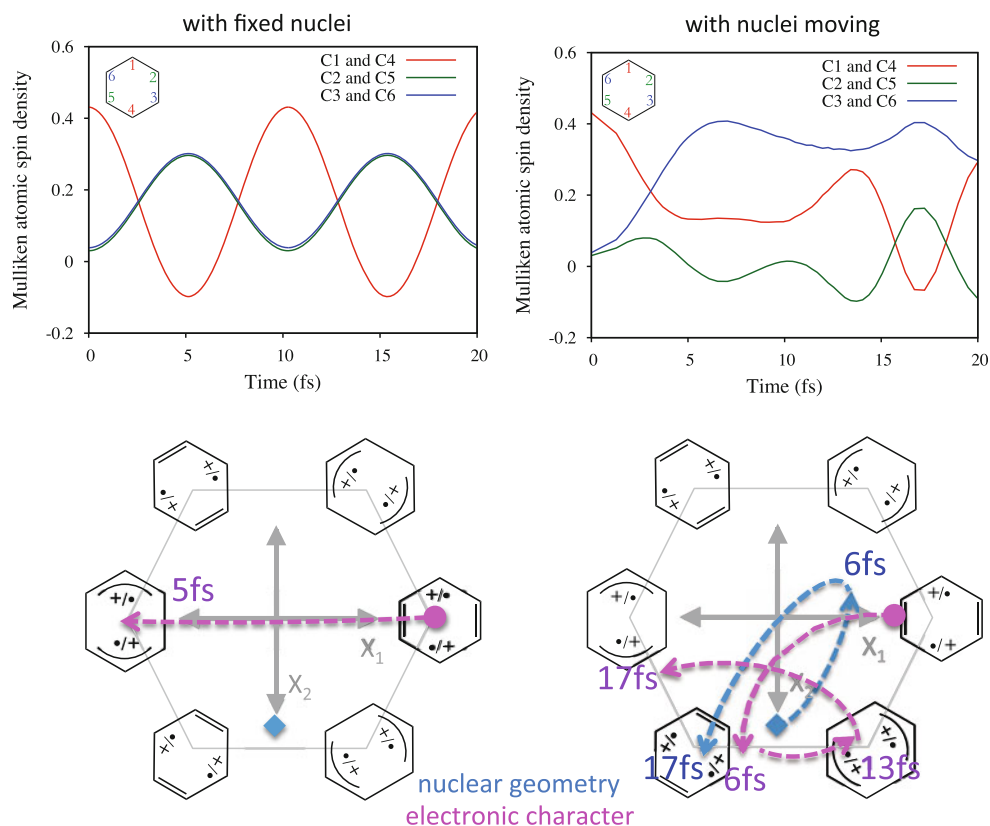 with fixed nuclei
with nuclei moving
Mulliken atomic spin density
0.6
0.4
0.2
0
-0.2
C1 and C4
C2 and C5
C3 and C6
1
6 2
5 3
4
0 5 10 15 20
Time (fs)
Mulliken atomic spin density
0.6
0.4
0.2
0
-0.2
C1 and C4
C2 and C5
C3 and C6
1
6 2
5 3
4
0 5 10 15 20
Time (fs)
+/•
•/+
+/•
•/+
5fs
+/•
•/+
+/•
•/+
X1
X2
+/•
•/+
+/•
•/+
nuclear geometry
electronic character
+/•
•/+
+/•
•/+
6fs
+/•
•/+
+/•
•/+
X1
17fs
+/•
•/+
+/•
•/+
17fs
6fs
13fs